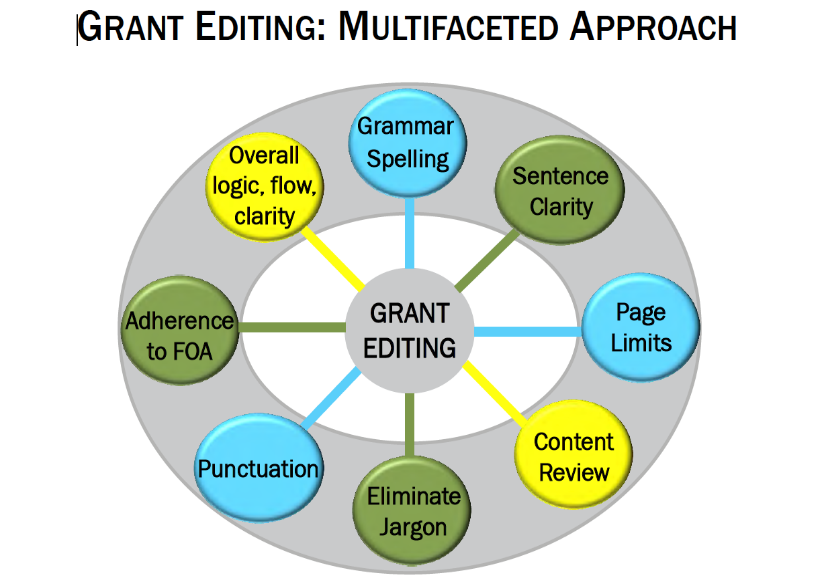 GRANT EDITING: MULTIFACETED APPROACH
Grammar
Spelling
Sentence
Clarity
Page
Limits
Content
Review
Eliminate
Jargon
Punctuation
Adherence
to FOA
Overall
logic, flow,
clarity
GRANT
EDITING